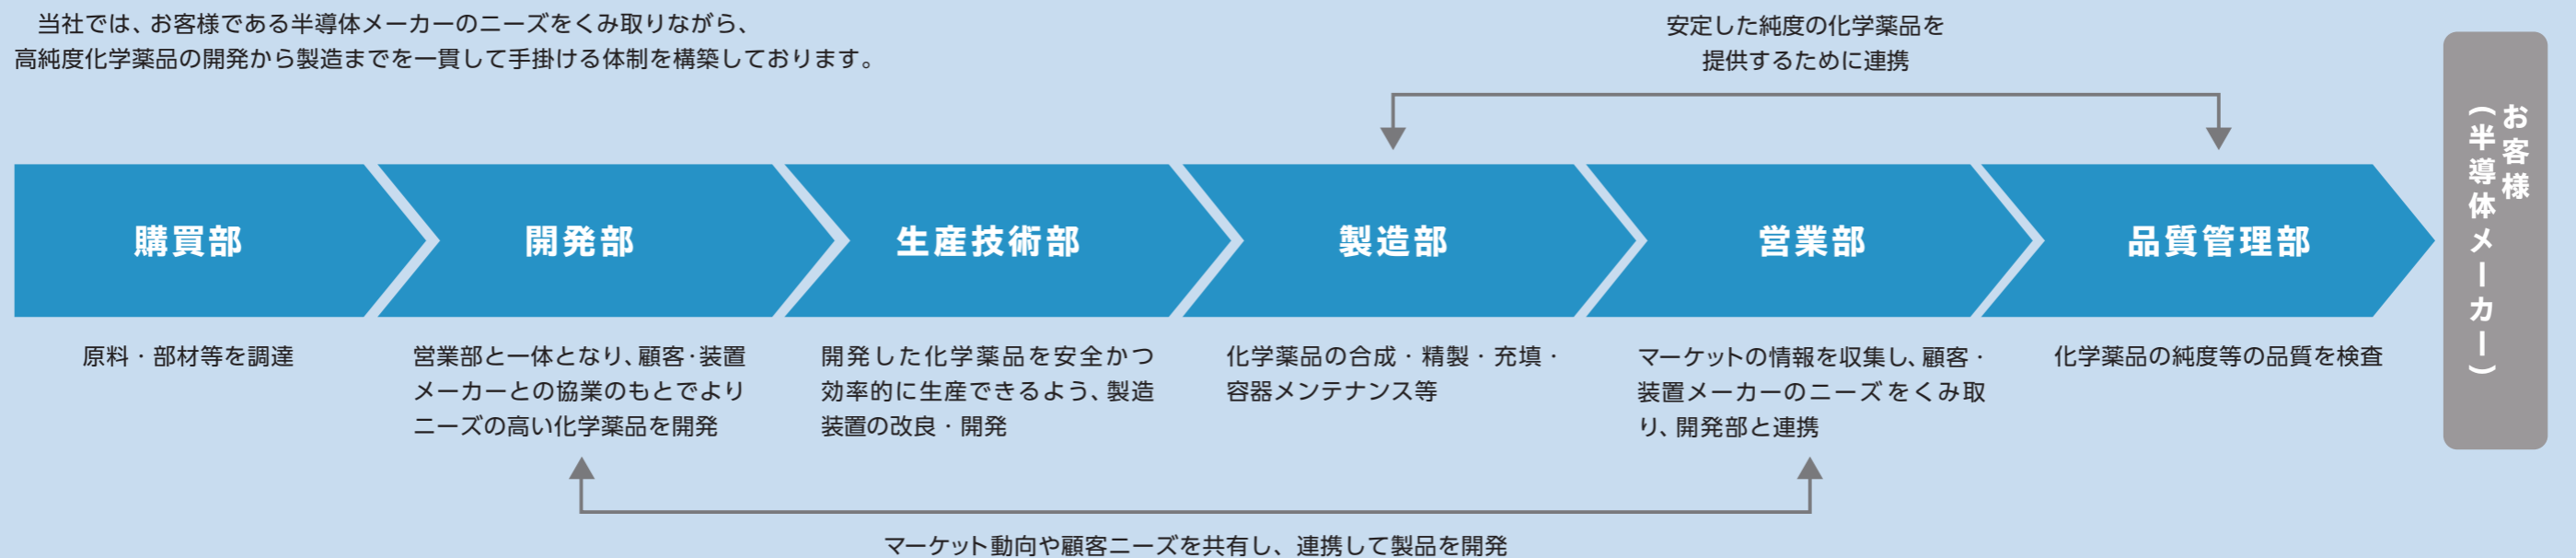 当社では、お客様である半導体メーカーのニーズをくみ取りながら、
高純度化学薬品の開発から製造までを一貫して手掛ける体制を構築しております。
安定した純度の化学薬品を
提供するために連携
購買部
原料・部材等を調達
開発部
営業部と一体となり、顧客・装置
メーカーとの協業のもとでより
ニーズの高い化学薬品を開発
生産技術部
開発した化学薬品を安全かつ
効率的に生産できるよう、製造
装置の改良・開発
製造部
化学薬品の合成・精製・充填・
容器メンテナンス等
営業部
マーケットの情報を収集し、顧客・
装置メーカーのニーズをくみ取
り、開発部と連携
品質管理部
化学薬品の純度等の品質を検査
お客様
（半導体メーカー）
マーケット動向や顧客ニーズを共有し、連携して製品を開発